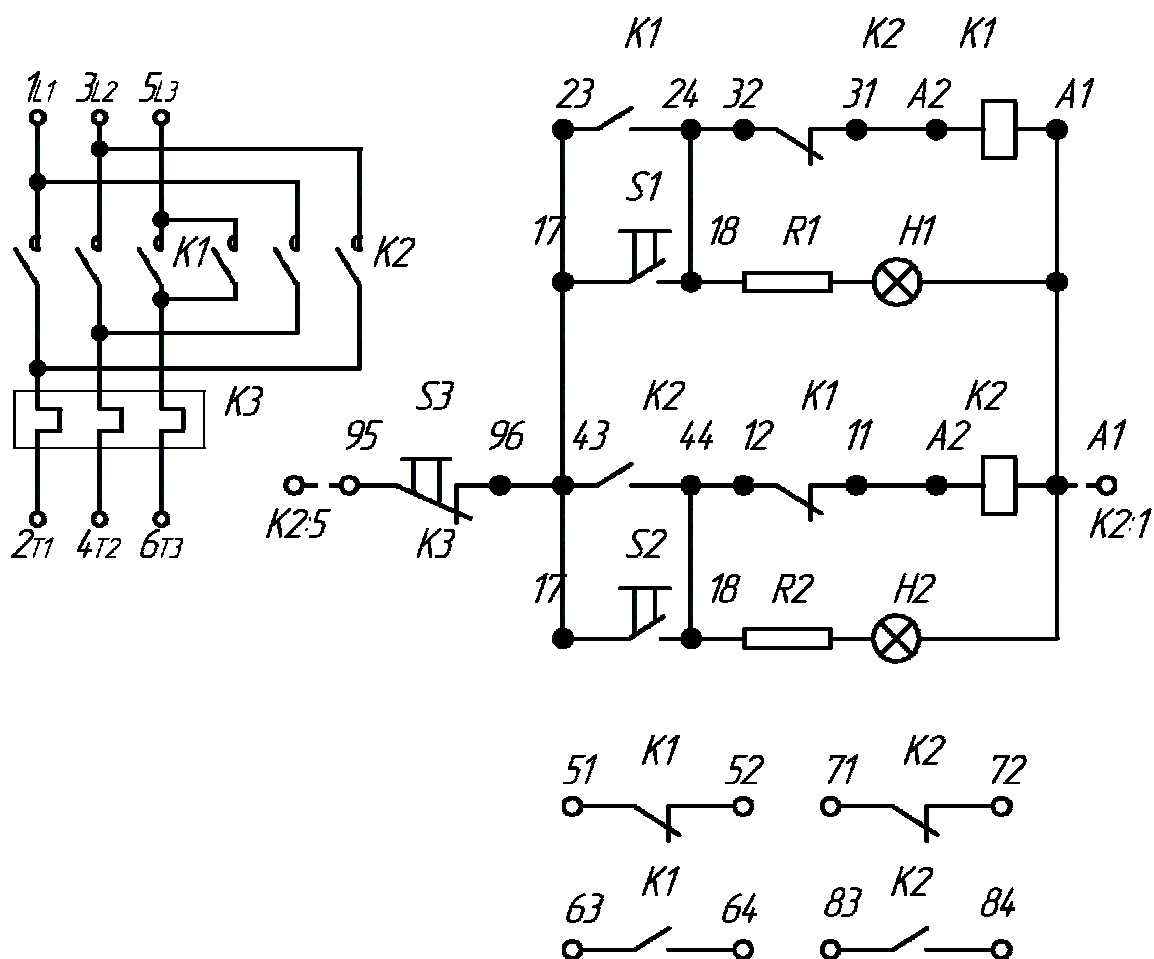 K1 K2 K1
1L1 3L2 5L3
23 24 32 31 A2 A1
S1
17 18 R1 H1
K1 K2
K3 S3 K2 K1 K2
95 96 43 44 12 11 A2 A1
K2:5 K3 S2 K2:1
2T1 4T2 6T3
17 18 R2 H2
K1 K2
51 52 71 72
K1 K2
63 64 83 84